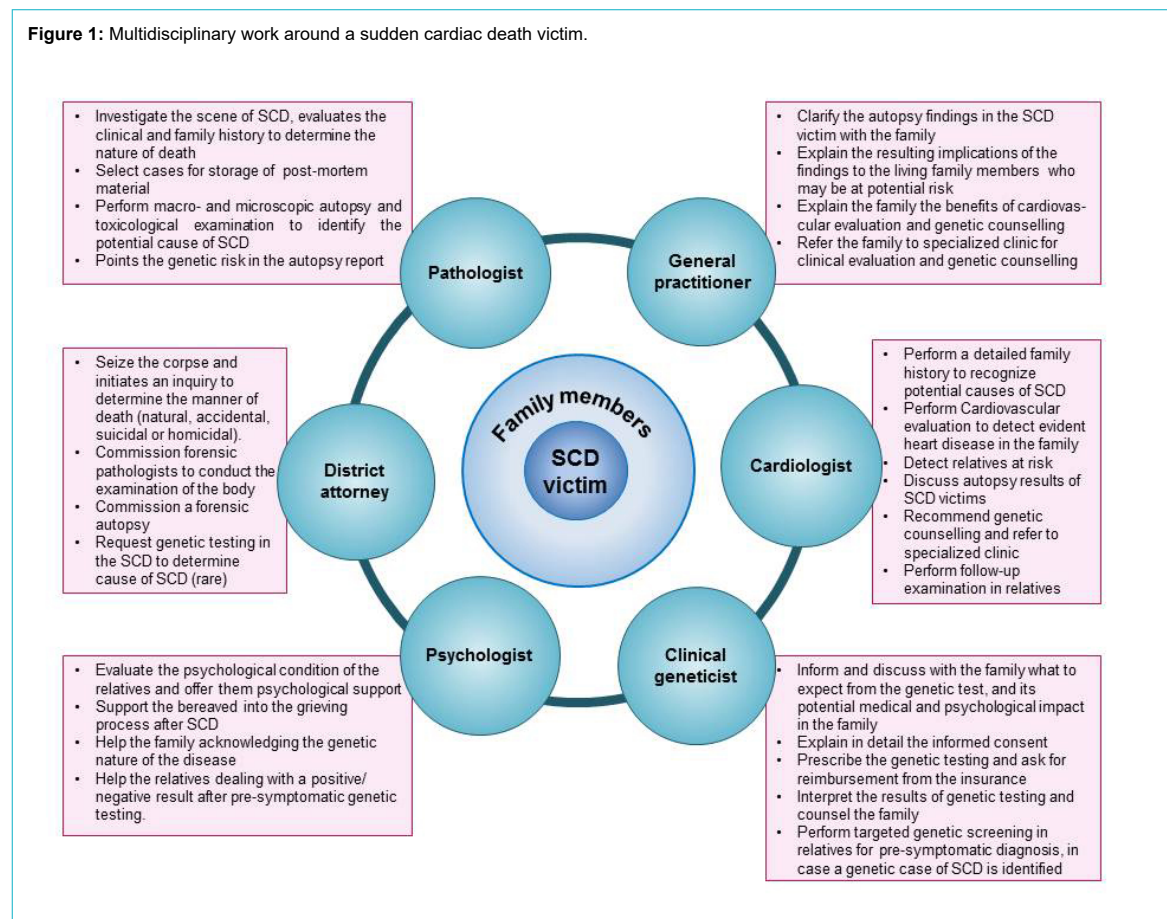 Figure 1: Multidisciplinary work around a sudden cardiac death victim.
• Investigate the scene of SCD, evaluates the
clinical and family history to determine the
nature of death
• Select cases for storage of post-mortem
material
• Perform macro- and microscopic autopsy and
toxicological examination to identify the
potential cause of SCD
• Points the genetic risk in the autopsy report
Pathologist
• Clarify the autopsy findings in the SCD
victim with the family
• Explain the resulting implications of the
findings to the living family members who
may be at potential risk
• Explain the family the benefits of cardiovas-
cular evaluation and genetic counselling
• Refer the family to specialized clinic for
clinical evaluation and genetic counselling
General
practitioner
• Seize the corpse and
initiates an inquiry to
determine the manner of
death (natural, accidental,
suicidal or homicidal).
• Commission forensic
pathologists to conduct the
examination of the body
• Commission a forensic
autopsy
• Request genetic testing in
the SCD to determine
cause of SCD (rare)
District
attorney
Family members
SCD
victim
Cardiologist
• Perform a detailed family
history to recognize
potential causes of SCD
• Perform Cardiovascular
evaluation to detect evident
heart disease in the family
• Detect relatives at risk
• Discuss autopsy results of
SCD victims
• Recommend genetic
counselling and refer to
specialized clinic
• Perform follow-up
examination in relatives
• Evaluate the psychological condition of the
relatives and offer them psychological support
• Support the bereaved into the grieving
process after SCD
• Help the family acknowledging the genetic
nature of the disease
• Help the relatives dealing with a positive/
negative result after pre-symptomatic genetic
testing.
Psychologist
Clinical
geneticist
• Inform and discuss with the family what to
expect from the genetic test, and its
potential medical and psychological impact
in the family
• Explain in detail the informed consent
• Prescribe the genetic testing and ask for
reimbursement from the insurance
• Interpret the results of genetic testing and
counsel the family
• Perform targeted genetic screening in
relatives for pre-symptomatic diagnosis, in
case a genetic case of SCD is identified